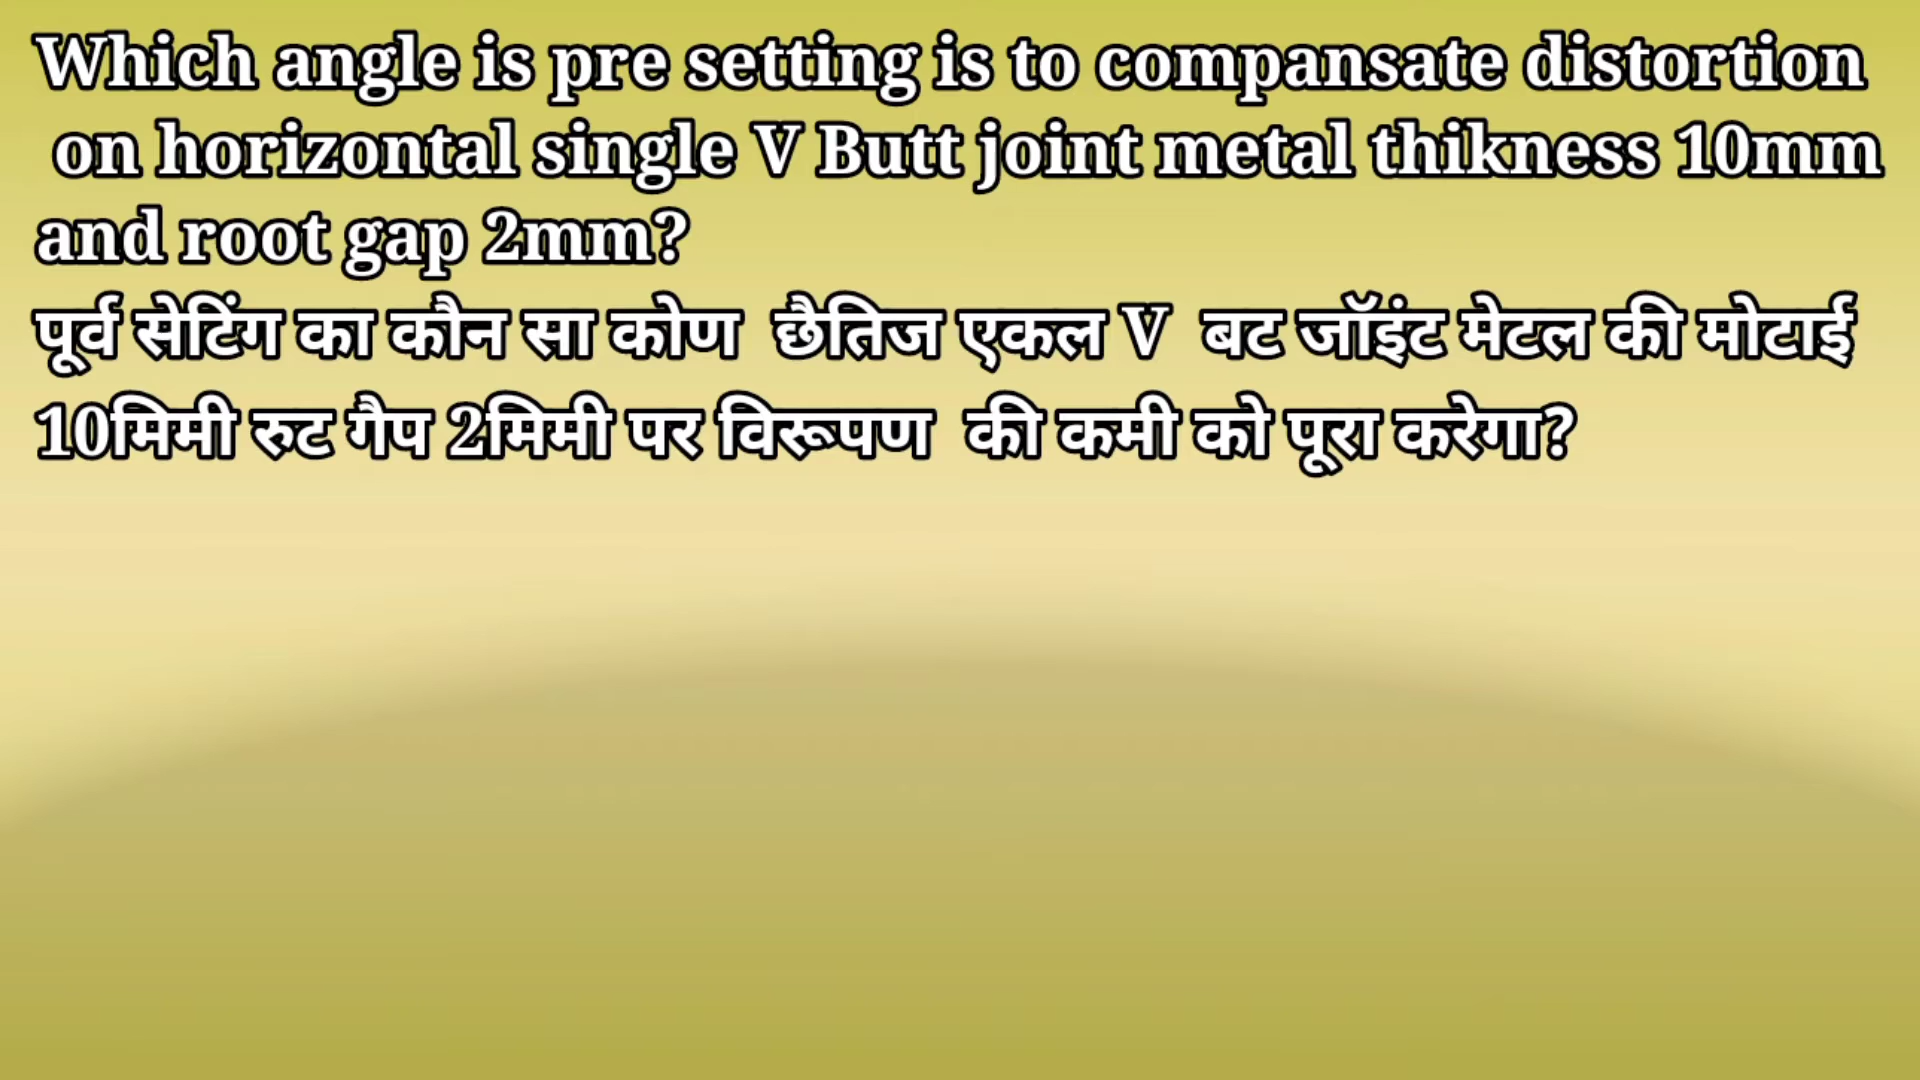 Which angle is pre setting is to compansate distortion
on horizontal single V Butt joint metal thikness 10mm
and root gap 2mm?
पूर्व सेटिंग का कौन सा कोण छैतिज एकल V बट जॉइंट मेटल की मोटाई
10मिमी रुट गैप 2मिमी पर विरूपण की कमी को पूरा करेगा?